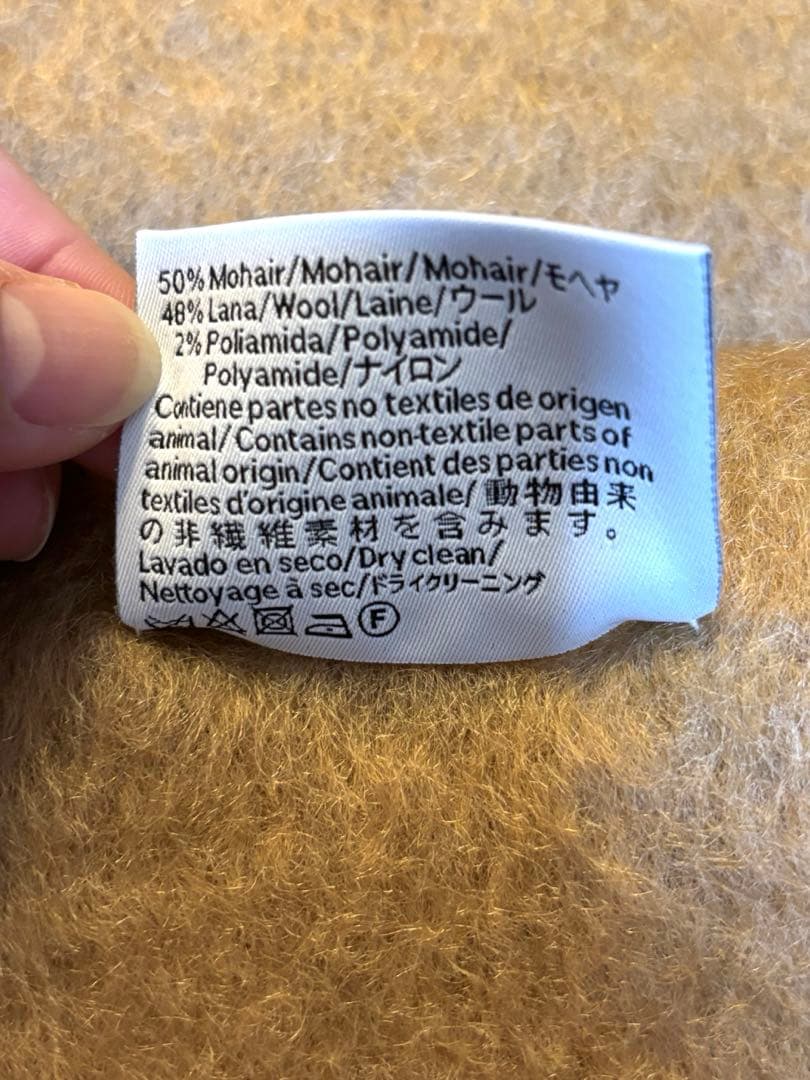 50% Mohair/Mohair/Mohair/モヘヤ
48% Lana/Wool/Laine/ウール
2% Poliamida/Polyamide/
Polyamide/ナイロン
Contiene partes no textiles de origen
animal/Contains non-textile parts of
animal origin/Contient des parties non
textiles d'origine animale/動物由来
の非繊維素材を含みます。
Lavado en seco/Dry clean/
Nettoyage à sec/ドライクリーニング
F